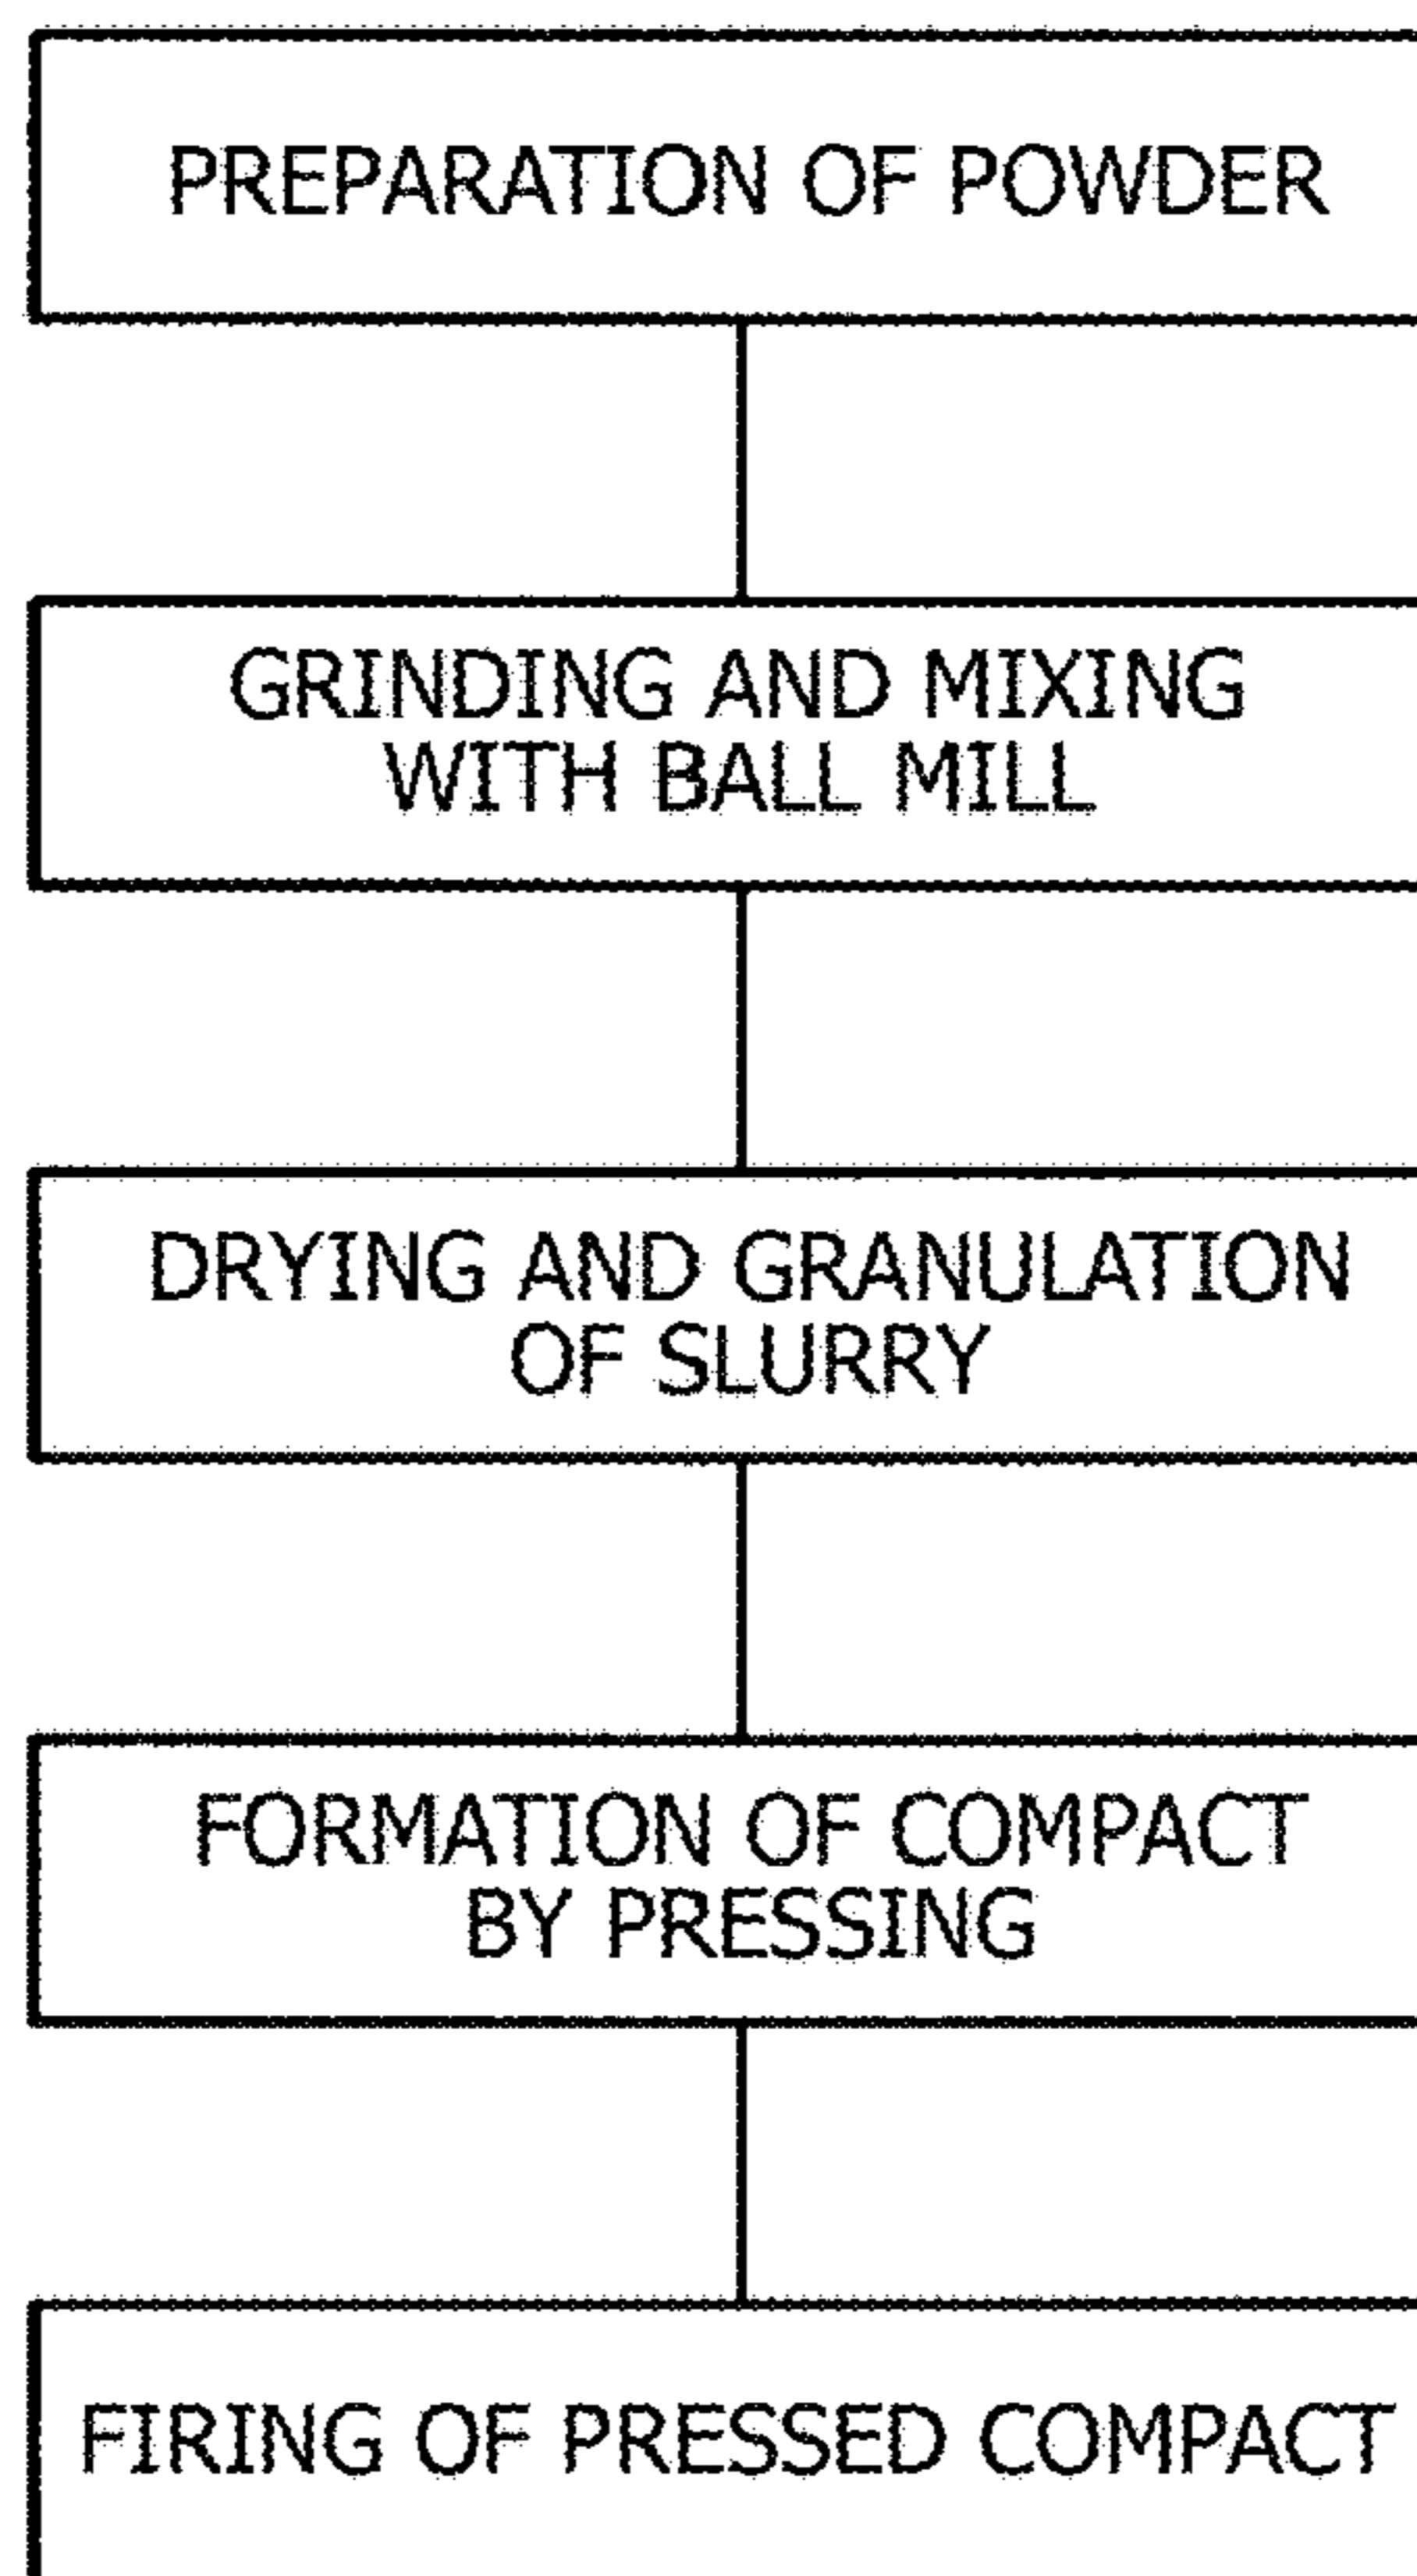 PREPARATION OF POWDER
GRINDING AND MIXING
WITH BALL MILL
DRYING AND GRANULATION
OF SLURRY
FORMATION OF COMPACT
BY PRESSING
FIRING OF PRESSED COMPACT